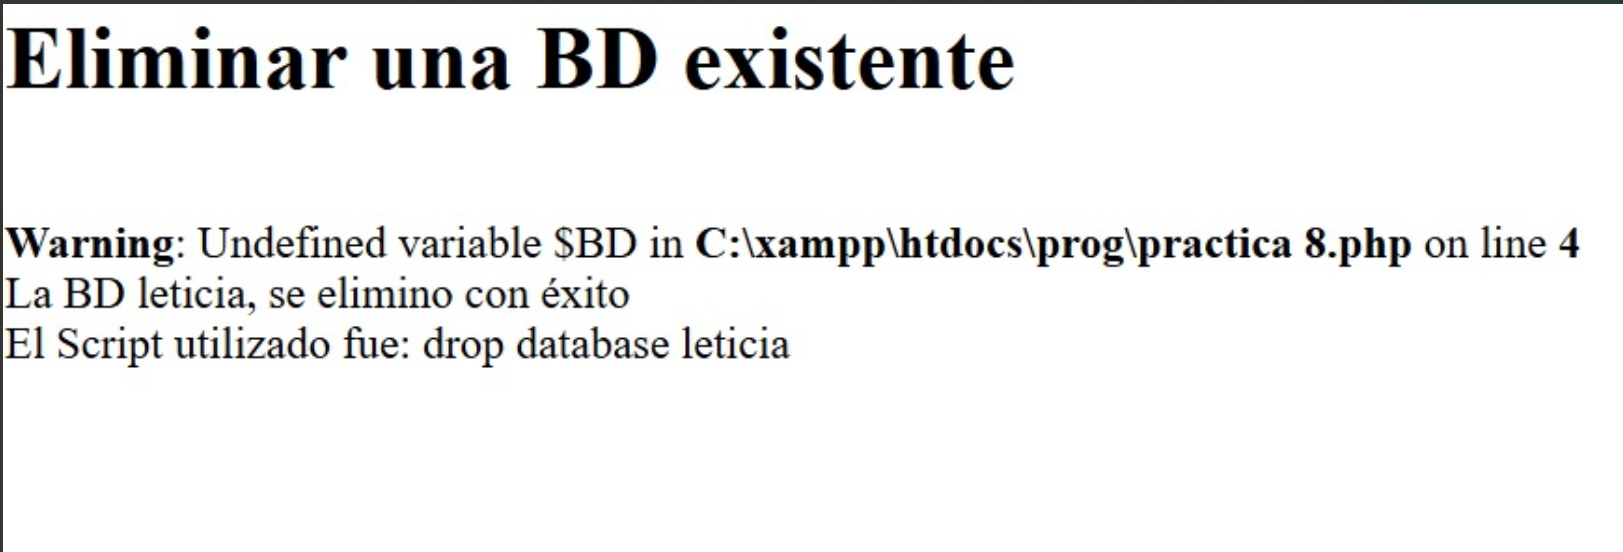 Eliminar una BD existente
Warning: Undefined variable $BD in C:\xampp\htdocs\prog\practica 8.php on line 4
La BD leticia, se elimino con éxito
El Script utilizado fue: drop database leticia